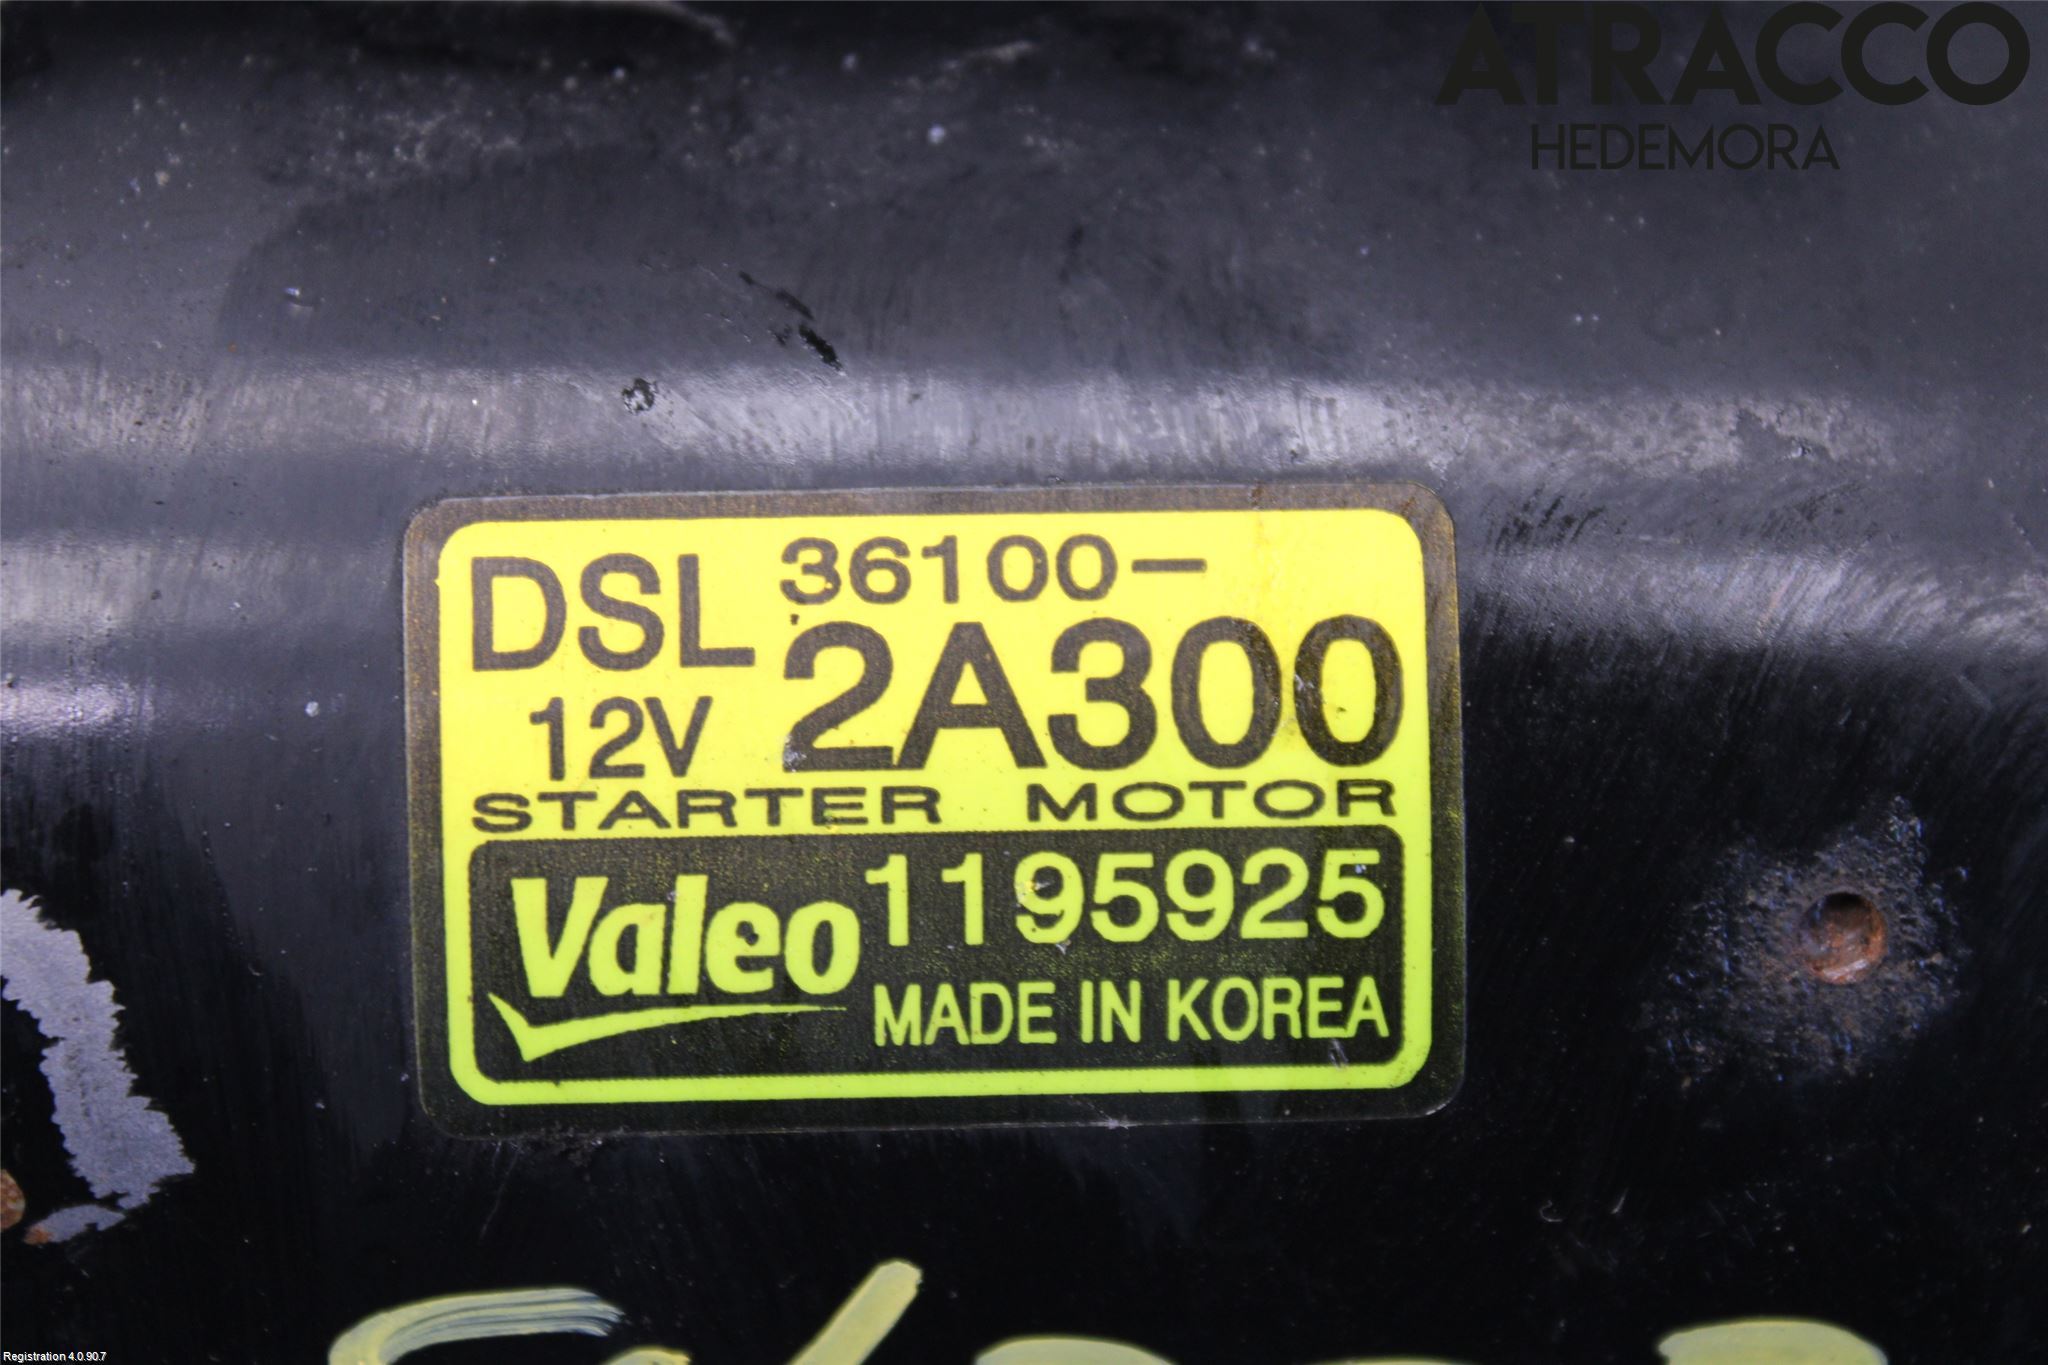 ATRACCO
HEDEMORA
DSL 36100-
12V 2A300
STARTER MOTOR
Valeo 1195925
MADE IN KOREA
Registration 4.0.90.7